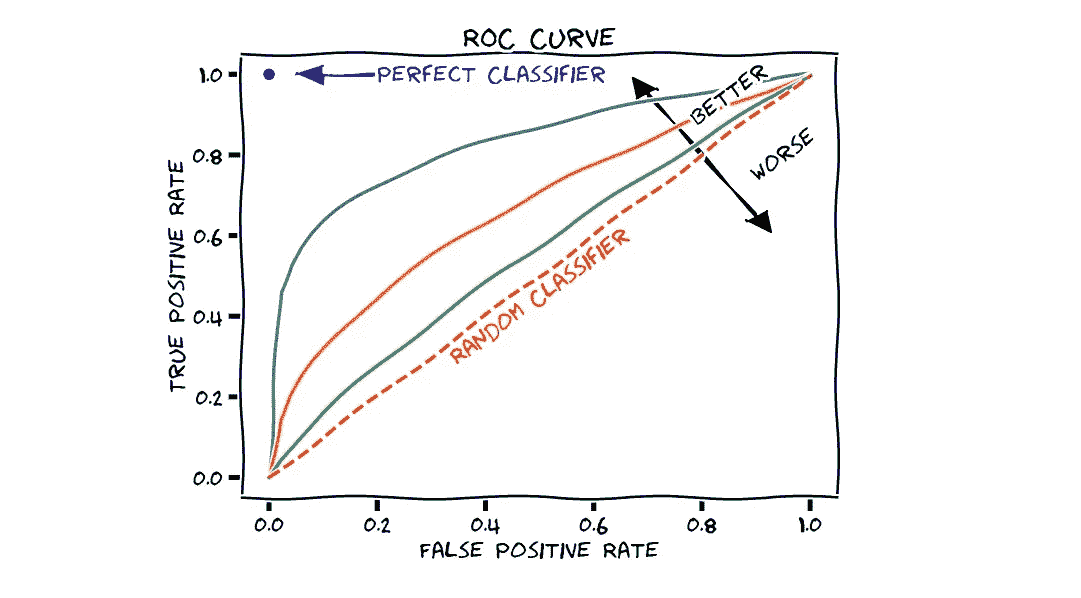 ROC CURVE
1.0
PERFECT CLASSIFIER
BETTER
WORSE
0.8
0.6
0.4
0.2
0.0
TRUE POSITIVE RATE
RANDOM CLASSIFIER
0.0 0.2 0.4 0.6 0.8 1.0
FALSE POSITIVE RATE